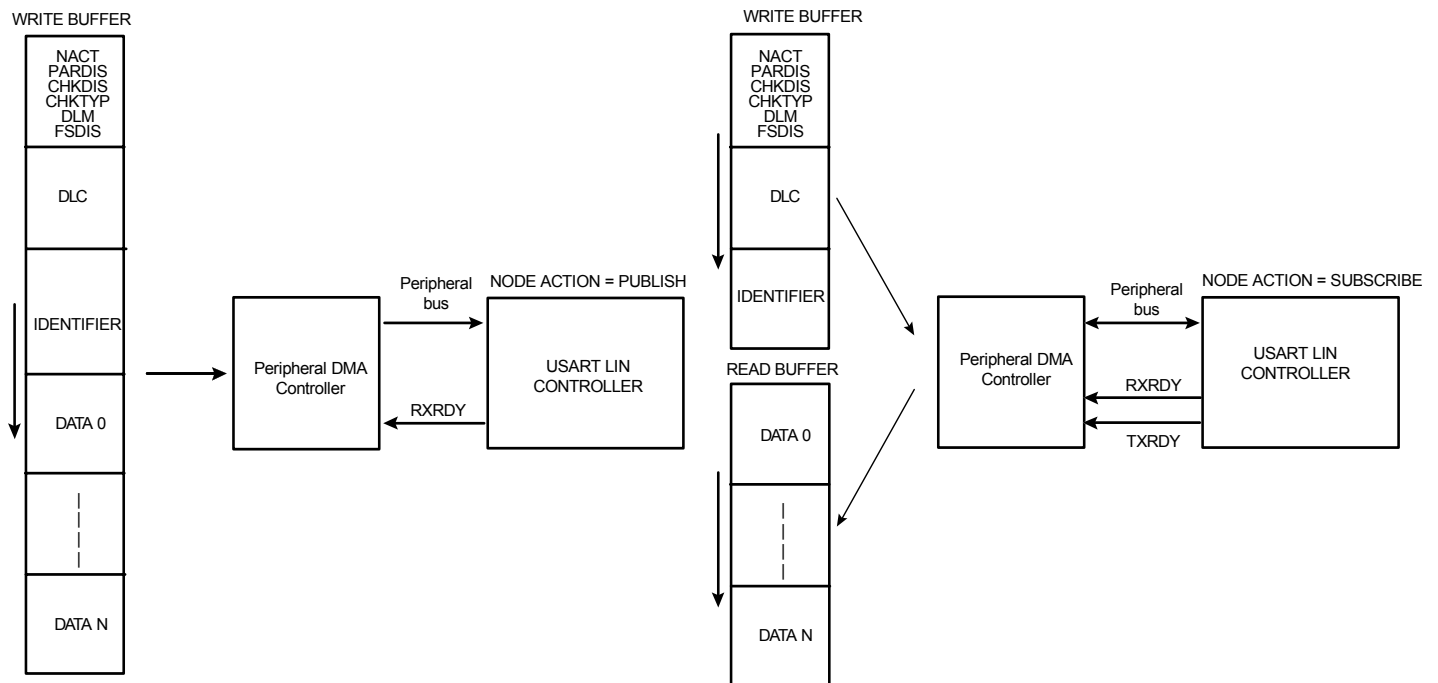 WRITE BUFFER
NACT
PARDIS
CHKDIS
CHKTYP
DLM
FSDIS
DLC
IDENTIFIER
DATA 0
DATA N
Peripheral DMA
Controller
Peripheral
bus
RXRDY
NODE ACTION = PUBLISH
USART LIN
CONTROLLER
WRITE BUFFER
NACT
PARDIS
CHKDIS
CHKTYP
DLM
FSDIS
DLC
IDENTIFIER
READ BUFFER
DATA 0
DATA N
Peripheral DMA
Controller
Peripheral
bus
RXRDY
TXRDY
NODE ACTION = SUBSCRIBE
USART LIN
CONTROLLER